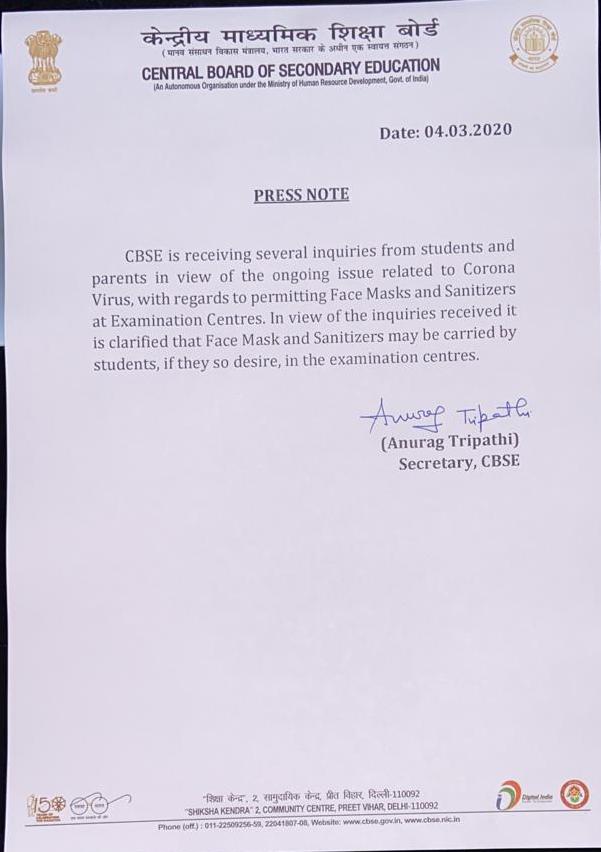 केन्द्रीय माध्यमिक शिक्षा बोर्ड
(मानव संसाधन विकास मंत्रालय, भारत सरकार के अधीन एक स्वायत्त संगठन)
CENTRAL BOARD OF SECONDARY EDUCATION
(An Autonomous Organisation under the Ministry of Human Resource Development, Govt. of India)
Date: 04.03.2020
PRESS NOTE
CBSE is receiving several inquiries from students and
parents in view of the ongoing issue related to Corona
Virus, with regards to permitting Face Masks and Sanitizers
at Examination Centres. In view of the inquiries received it
is clarified that Face Mask and Sanitizers may be carried by
students, if they so desire, in the examination centres.
Anurag Tripathi
(Anurag Tripathi)
Secretary, CBSE
"शिक्षा केन्द्र", 2, सामुदायिक केन्द्र, प्रीत विहार, दिल्ली-110092
"SHIKSHA KENDRA" 2, COMMUNITY CENTRE, PREET VIHAR, DELHI-110092
Phone (off.) : 011-22509256-59, 22041807-08, Website: www.cbse.gov.in, www.cbse.nic.in
150
Digital India